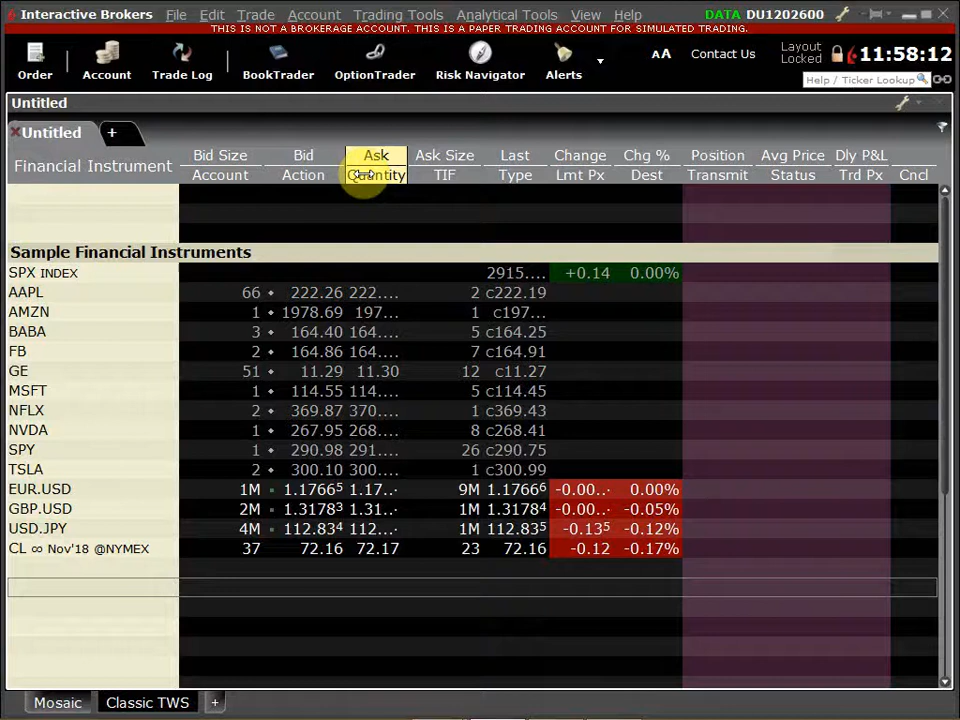 Interactive Brokers File Edit Trade Account Trading Tools Analytical Tools View Help DATA DU1202600
THIS IS NOT A BROKERAGE ACCOUNT. THIS IS A PAPER TRADING ACCOUNT FOR SIMULATED TRADING.
Order Account Trade Log BookTrader OptionTrader Risk Navigator Alerts AA Contact Us Layout Locked 11:58:12
Help / Ticker Lookup
Untitled
Untitled +
Financial Instrument Bid Size Bid Ask Ask Size Last Change Chg % Position Avg Price Dly P&L
Account Action Quantity TIF Type Lmt Px Dest Transmit Status Trd Px Cncl
Sample Financial Instruments
SPX INDEX 2915.... +0.14 0.00%
AAPL 66 222.26 222.... 2 c222.19
AMZN 1 1978.69 197... 1 c197...
BABA 3 164.40 164.... 5 c164.25
FB 2 164.86 164.... 7 c164.91
GE 51 11.29 11.30 12 c11.27
MSFT 1 114.55 114.... 5 c114.45
NFLX 2 369.87 370.... 1 c369.43
NVDA 1 267.95 268.... 8 c268.41
SPY 1 290.98 291.... 26 c290.75
TSLA 2 300.10 300.... 1 c300.99
EUR.USD 1M 1.1766⁵ 1.17... 9M 1.1766⁶ -0.00... 0.00%
GBP.USD 2M 1.3178³ 1.31... 1M 1.3178⁴ -0.00... -0.05%
USD.JPY 4M 112.83⁴ 112... 1M 112.83⁵ -0.13⁵ -0.12%
CL ∞ Nov'18 @NYMEX 37 72.16 72.17 23 72.16 -0.12 -0.17%
Mosaic Classic TWS +